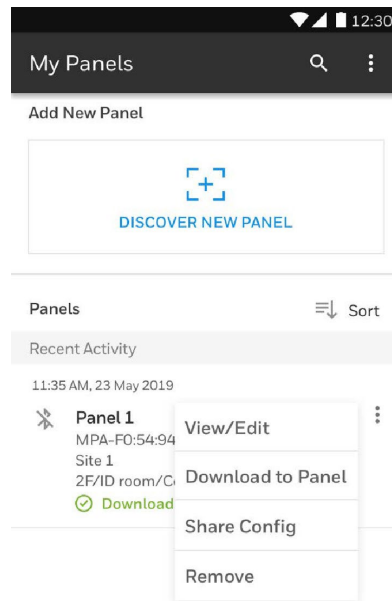 12:30
My Panels
Add New Panel
DISCOVER NEW PANEL
Panels
Sort
Recent Activity
11:35 AM, 23 May 2019
Panel 1
MPA-F0:54:94
Site 1
2F/ID room/C
Download
View/Edit
Download to Panel
Share Config
Remove